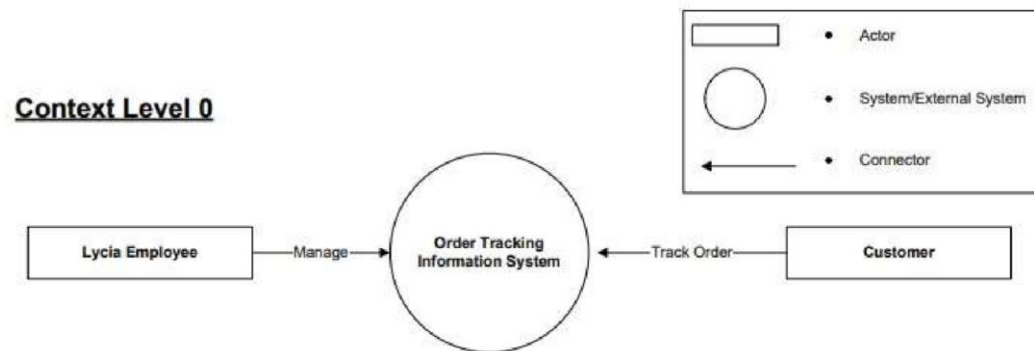 Actor
System/External System
Connector
Context Level 0
Lycia Employee
Manage
Order Tracking
Information System
Track Order
Customer